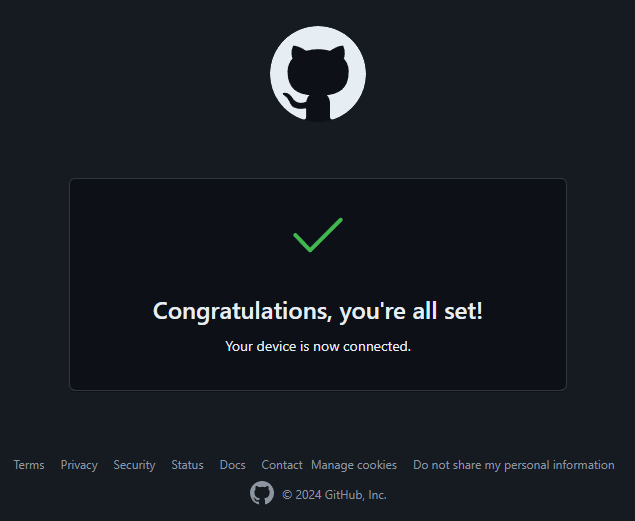 Congratulations, you're all set!
Your device is now connected.
Terms Privacy Security Status Docs Contact Manage cookies Do not share my personal information
© 2024 GitHub, Inc.